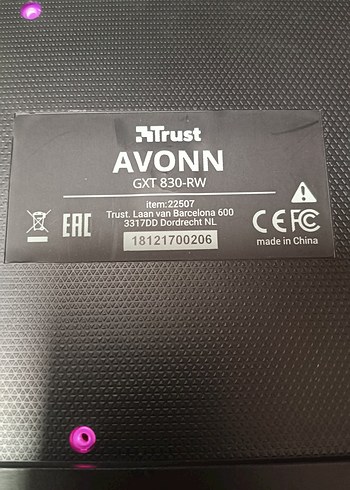 Trust
AVONN
GXT 830-RW
item:22507
Trust. Laan van Barcelona 600
3317DD Dordrecht NL
18121700206
EAC
CE FC
made in China